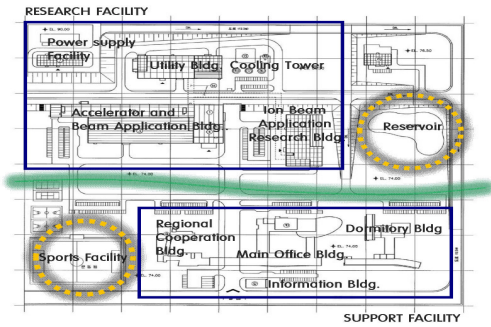 RESEARCH FACILITY
Power supply
Facility
Utility Bldg.
Cooling Tower
Accelerator and
Beam Application Bldg.
Ion Beam
Application
Research Bldg.
Reservoir
Regional
Cooperation
Bldg.
Dormitory Bldg
Sports Facility
Main Office Bldg.
Information Bldg.
SUPPORT FACILITY